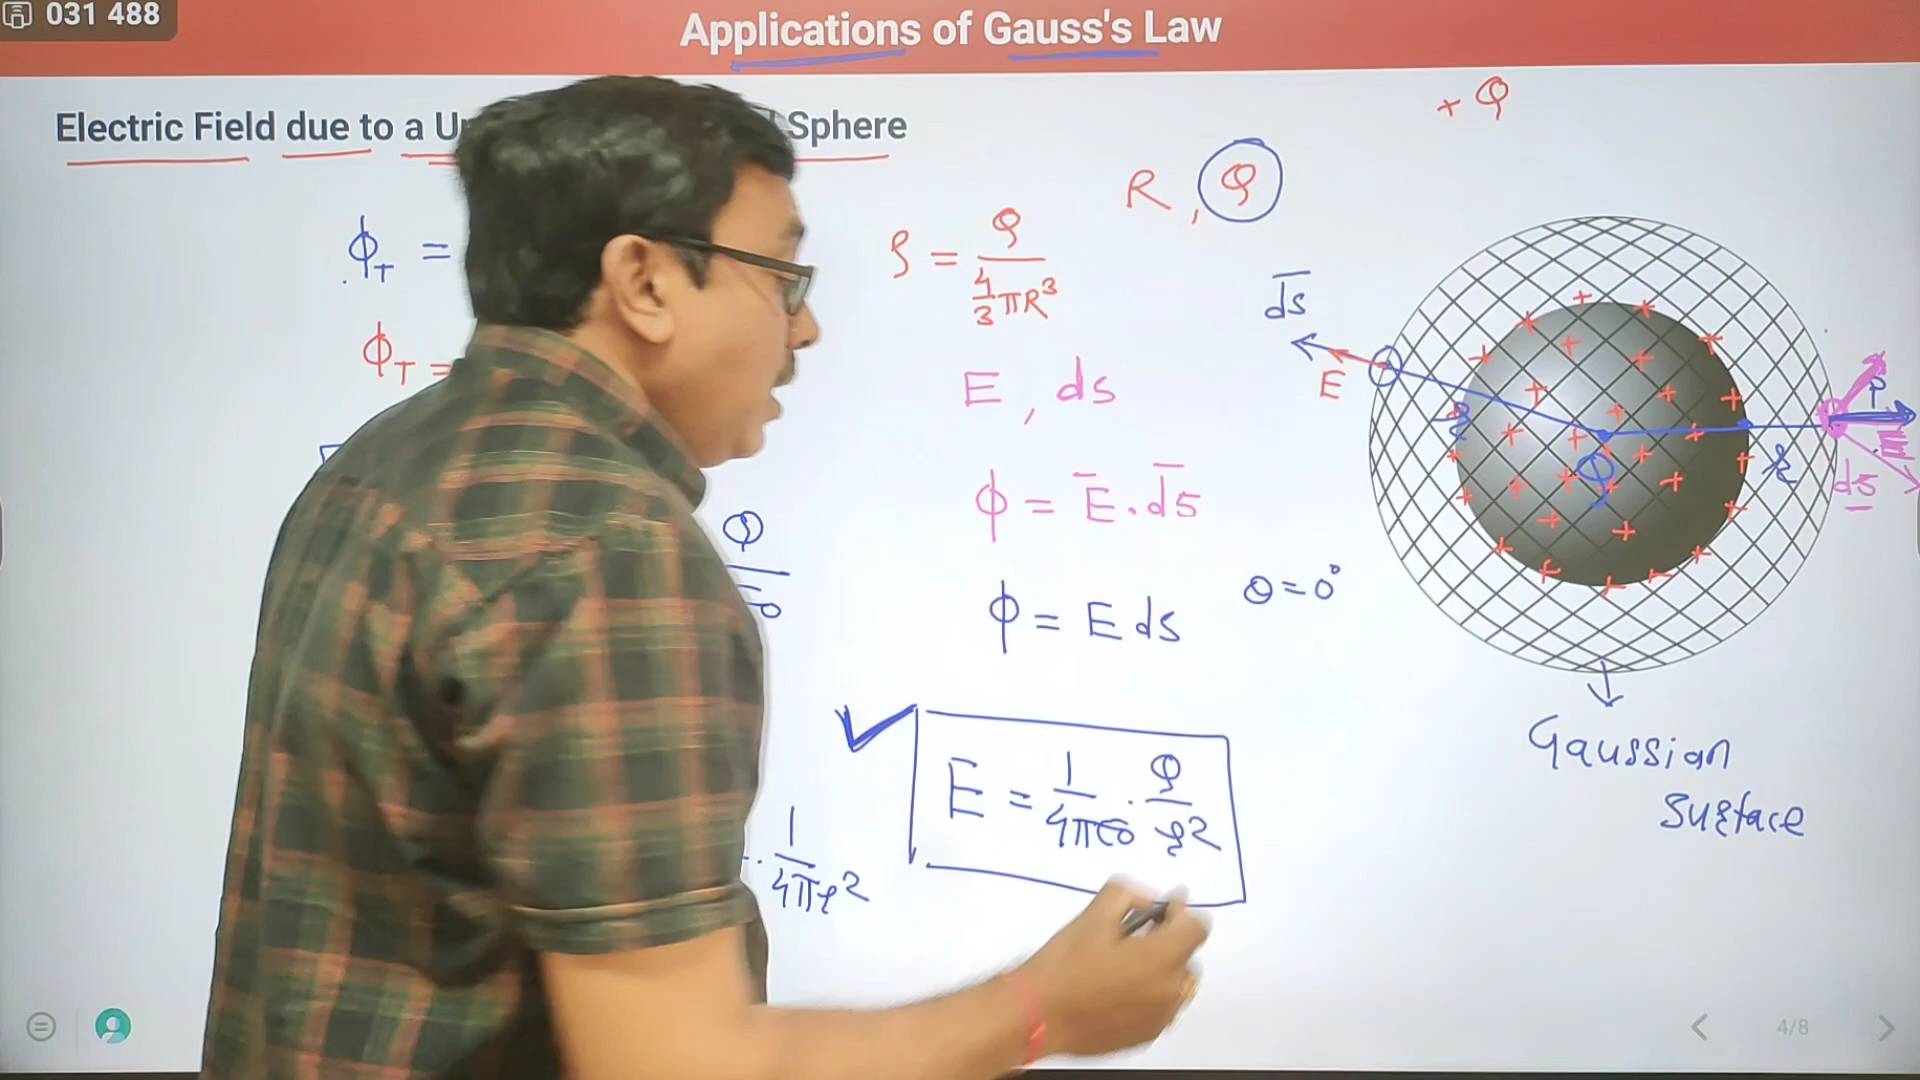 031 488
Applications of Gauss's Law
Electric Field due to a U Sphere
+ Q
R, Q
ϕT =
ρ = Q / 4/3 πR³
ds
ϕT =
E
E, ds
P
r
r
E
ds
Q
ϕ = E . ds
Q / ε0
ϕ = E ds
θ = 0°
Gaussian
Surface
E = 1/4πε0 . Q/r²
. 1/4πr²
4/8